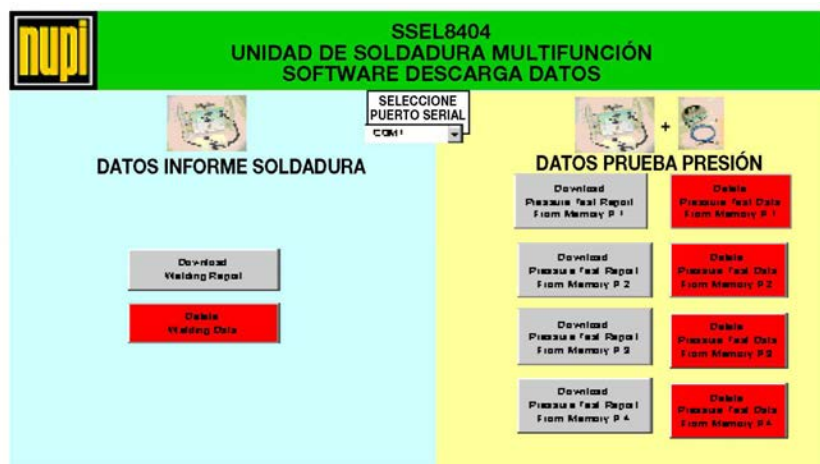 nupi
SSEL8404
UNIDAD DE SOLDADURA MULTIFUNCIÓN
SOFTWARE DESCARGA DATOS
SELECCIONE
PUERTO SERIAL
COM1
DATOS INFORME SOLDADURA
Download
Welding Report
Delete
Welding Data
+
DATOS PRUEBA PRESIÓN
Download
Pressure Test Report
From Memory P.1
Delete
Pressure Test Data
From Memory P.1
Download
Pressure Test Report
From Memory P.2
Delete
Pressure Test Data
From Memory P.2
Download
Pressure Test Report
From Memory P.3
Delete
Pressure Test Data
From Memory P.3
Download
Pressure Test Report
From Memory P.4
Delete
Pressure Test Data
From Memory P.4